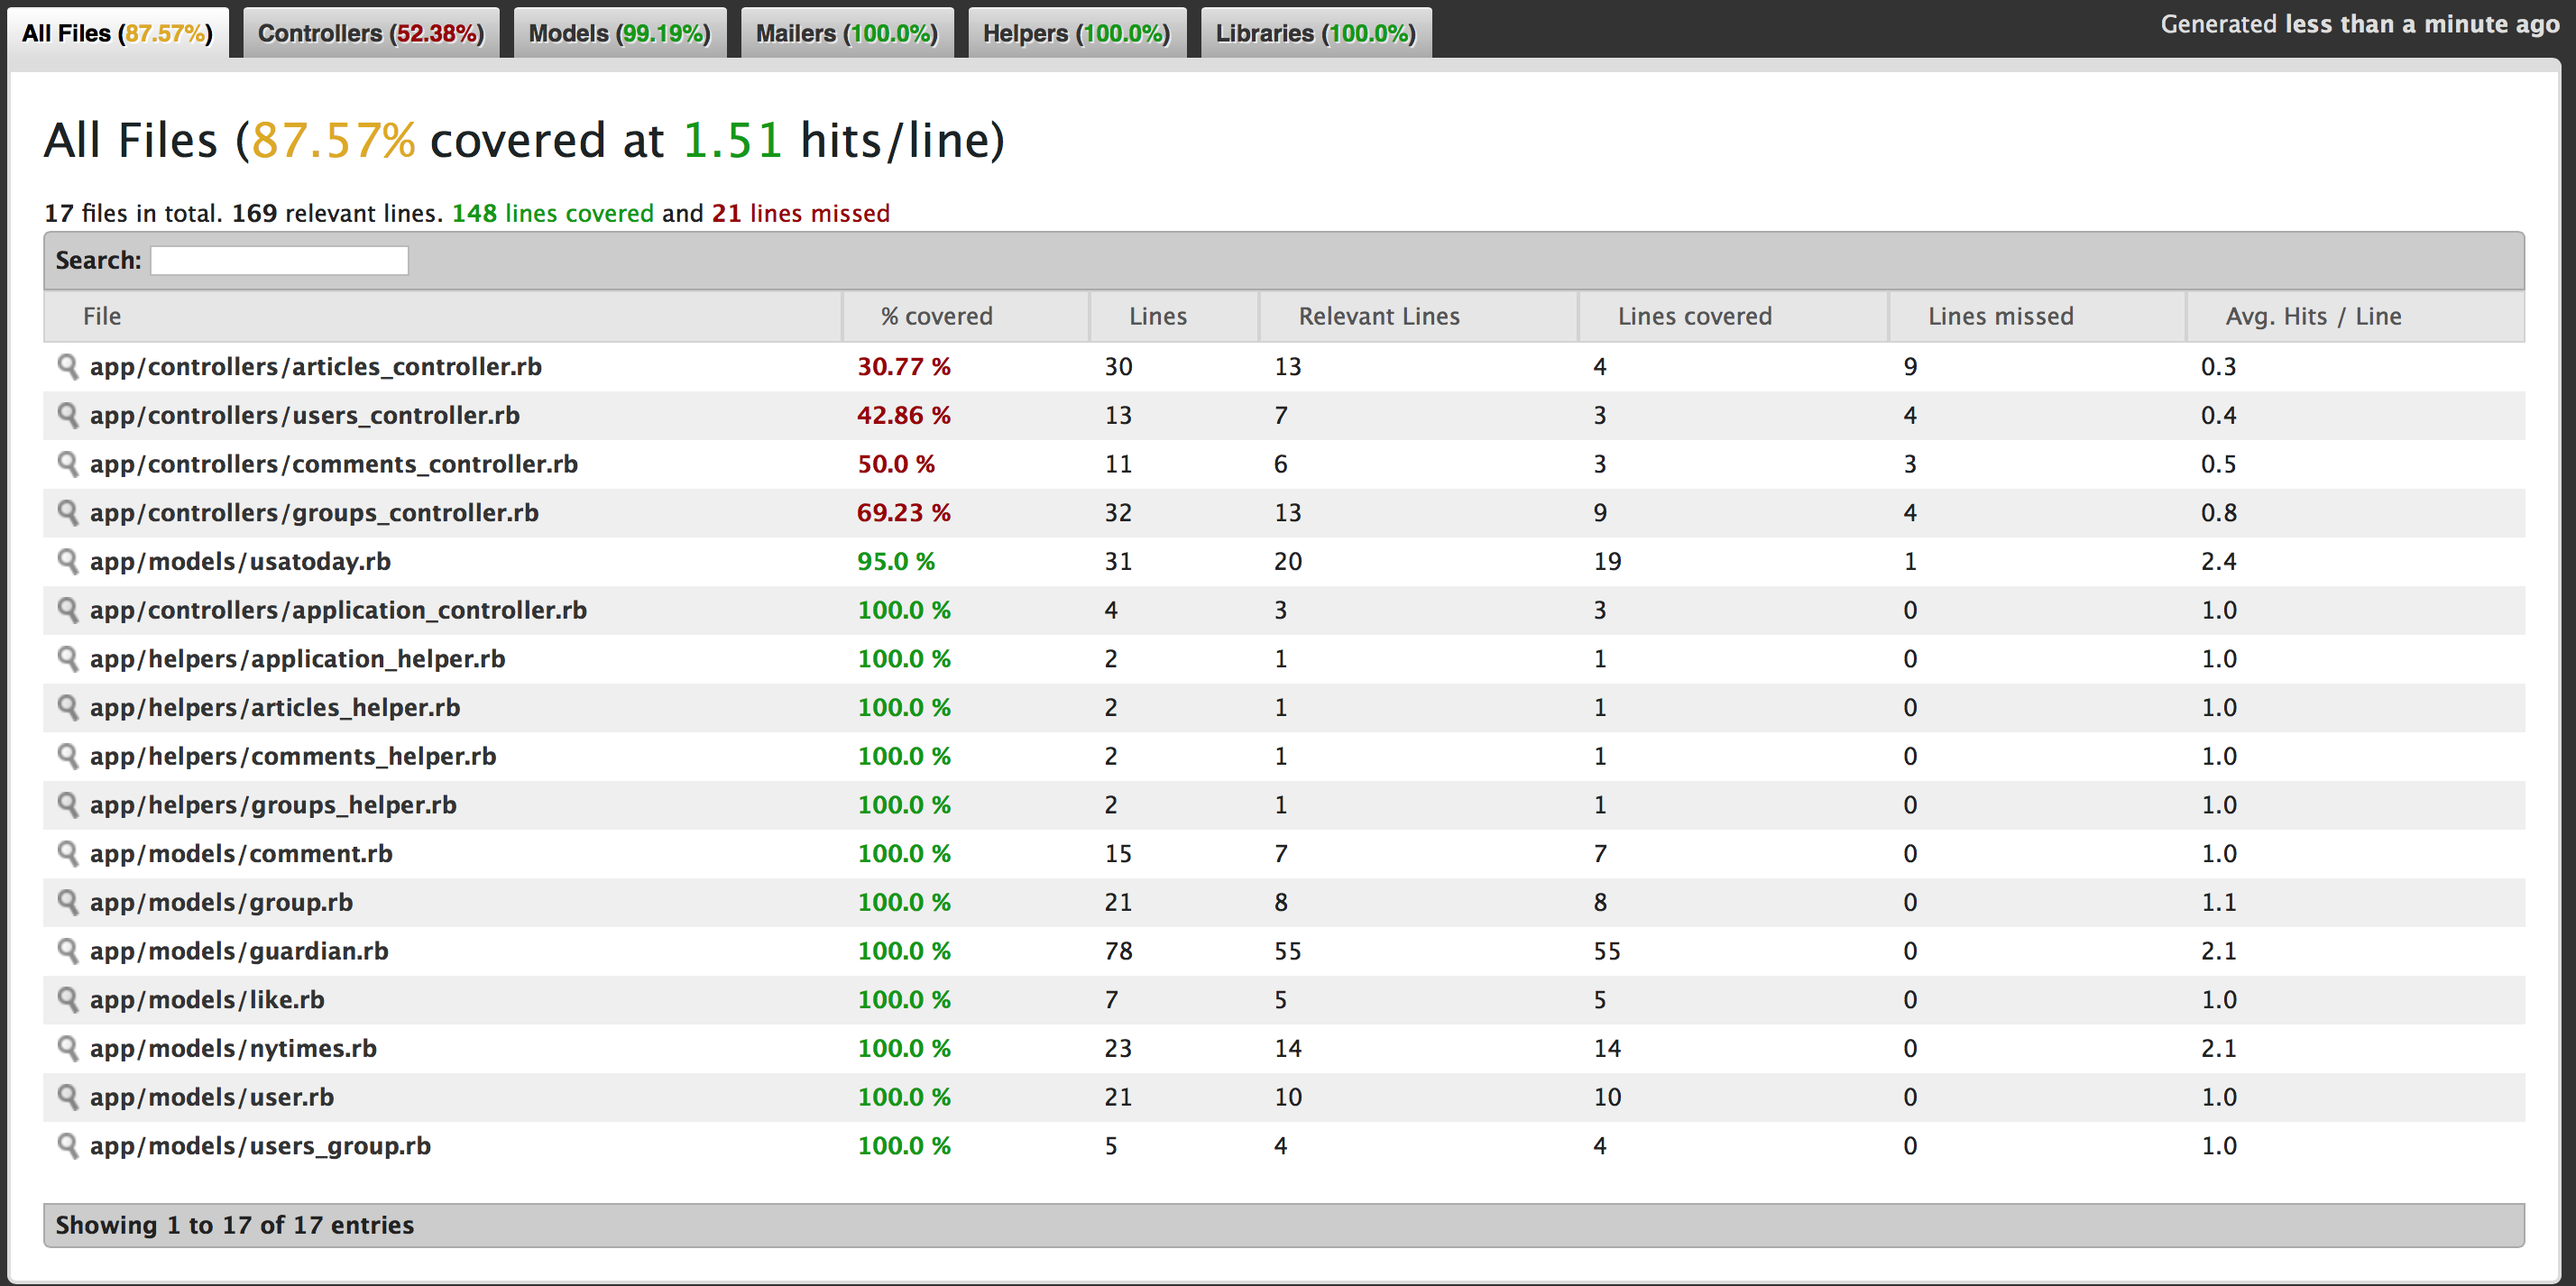 All Files (87.57%) Controllers (52.38%) Models (99.19%) Mailers (100.0%) Helpers (100.0%) Libraries (100.0%) Generated less than a minute ago
All Files (87.57% covered at 1.51 hits/line)
17 files in total. 169 relevant lines. 148 lines covered and 21 lines missed
Search:
File % covered Lines Relevant Lines Lines covered Lines missed Avg. Hits / Line
app/controllers/articles_controller.rb 30.77 % 30 13 4 9 0.3
app/controllers/users_controller.rb 42.86 % 13 7 3 4 0.4
app/controllers/comments_controller.rb 50.0 % 11 6 3 3 0.5
app/controllers/groups_controller.rb 69.23 % 32 13 9 4 0.8
app/models/usatoday.rb 95.0 % 31 20 19 1 2.4
app/controllers/application_controller.rb 100.0 % 4 3 3 0 1.0
app/helpers/application_helper.rb 100.0 % 2 1 1 0 1.0
app/helpers/articles_helper.rb 100.0 % 2 1 1 0 1.0
app/helpers/comments_helper.rb 100.0 % 2 1 1 0 1.0
app/helpers/groups_helper.rb 100.0 % 2 1 1 0 1.0
app/models/comment.rb 100.0 % 15 7 7 0 1.0
app/models/group.rb 100.0 % 21 8 8 0 1.1
app/models/guardian.rb 100.0 % 78 55 55 0 2.1
app/models/like.rb 100.0 % 7 5 5 0 1.0
app/models/nytimes.rb 100.0 % 23 14 14 0 2.1
app/models/user.rb 100.0 % 21 10 10 0 1.0
app/models/users_group.rb 100.0 % 5 4 4 0 1.0
Showing 1 to 17 of 17 entries